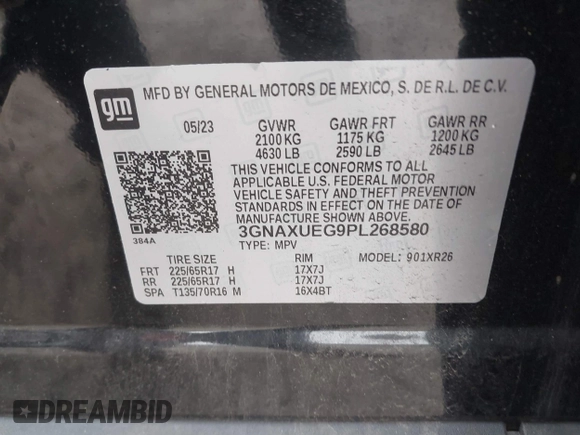 gm
MFD BY GENERAL MOTORS DE MEXICO, S. DE R.L. DE C.V.
05/23 GVWR GAWR FRT GAWR RR
2100 KG 1175 KG 1200 KG
4630 LB 2590 LB 2645 LB
THIS VEHICLE CONFORMS TO ALL
APPLICABLE U.S. FEDERAL MOTOR
VEHICLE SAFETY AND THEFT PREVENTION
STANDARDS IN EFFECT ON THE DATE OF
MANUFACTURE SHOWN ABOVE.
384A
3GNAXUEG9PL268580
TYPE: MPV
TIRE SIZE RIM MODEL: 901XR26
FRT 225/65R17 H 17X7J
RR 225/65R17 H 17X7J
SPA T135/70R16 M 16X4BT
DREAMBID